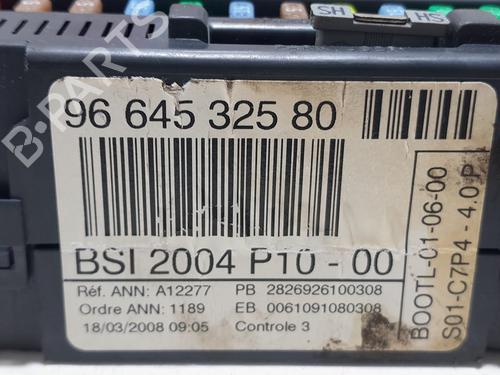 SH
HS
96 645 325 80
BSI 2004 P10 - 00
Réf. ANN: A12277 PB 2826926100308
Ordre ANN: 1189 EB 0061091080308
18/03/2008 09:05 Controle 3
BOOTL-01-06-00
S01-C7P4 - 4.0 P
B-PARTS